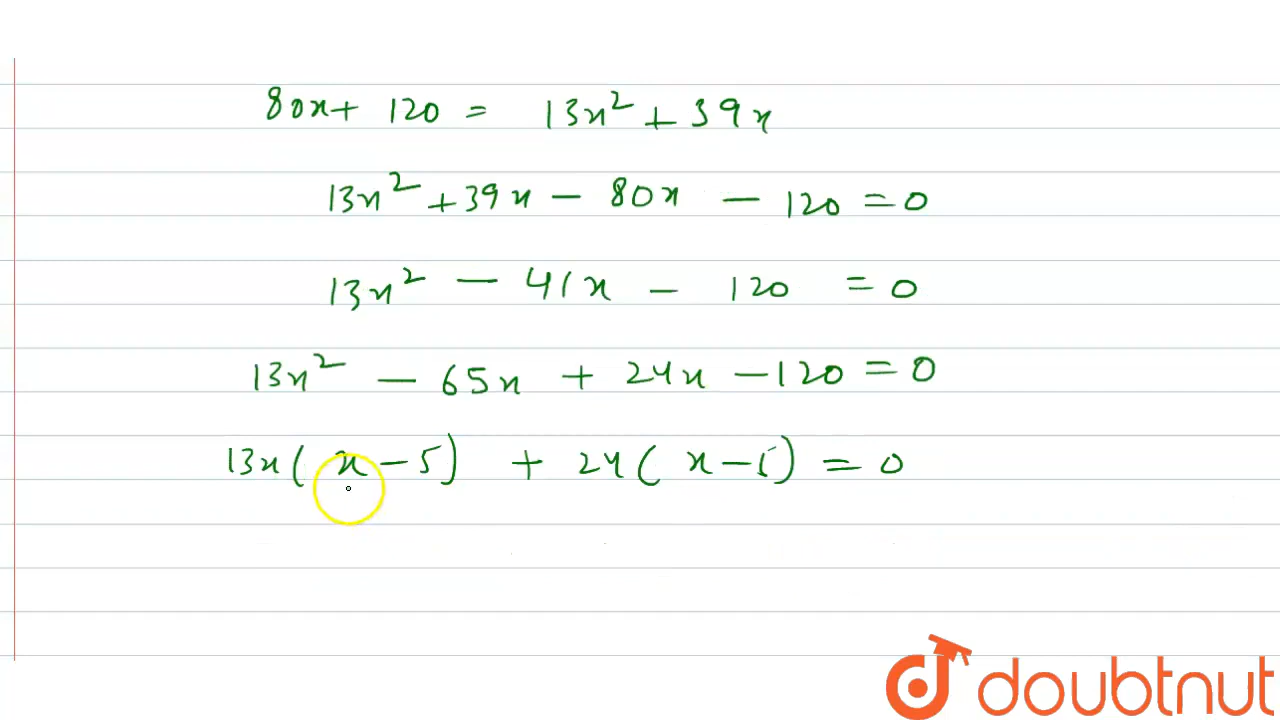 80x + 120 = 13x² + 39x
13x² + 39x - 80x - 120 = 0
13x² - 41x - 120 = 0
13x² - 65x + 24x - 120 = 0
13x( x - 5) + 24( x - 5) = 0
doubtnut